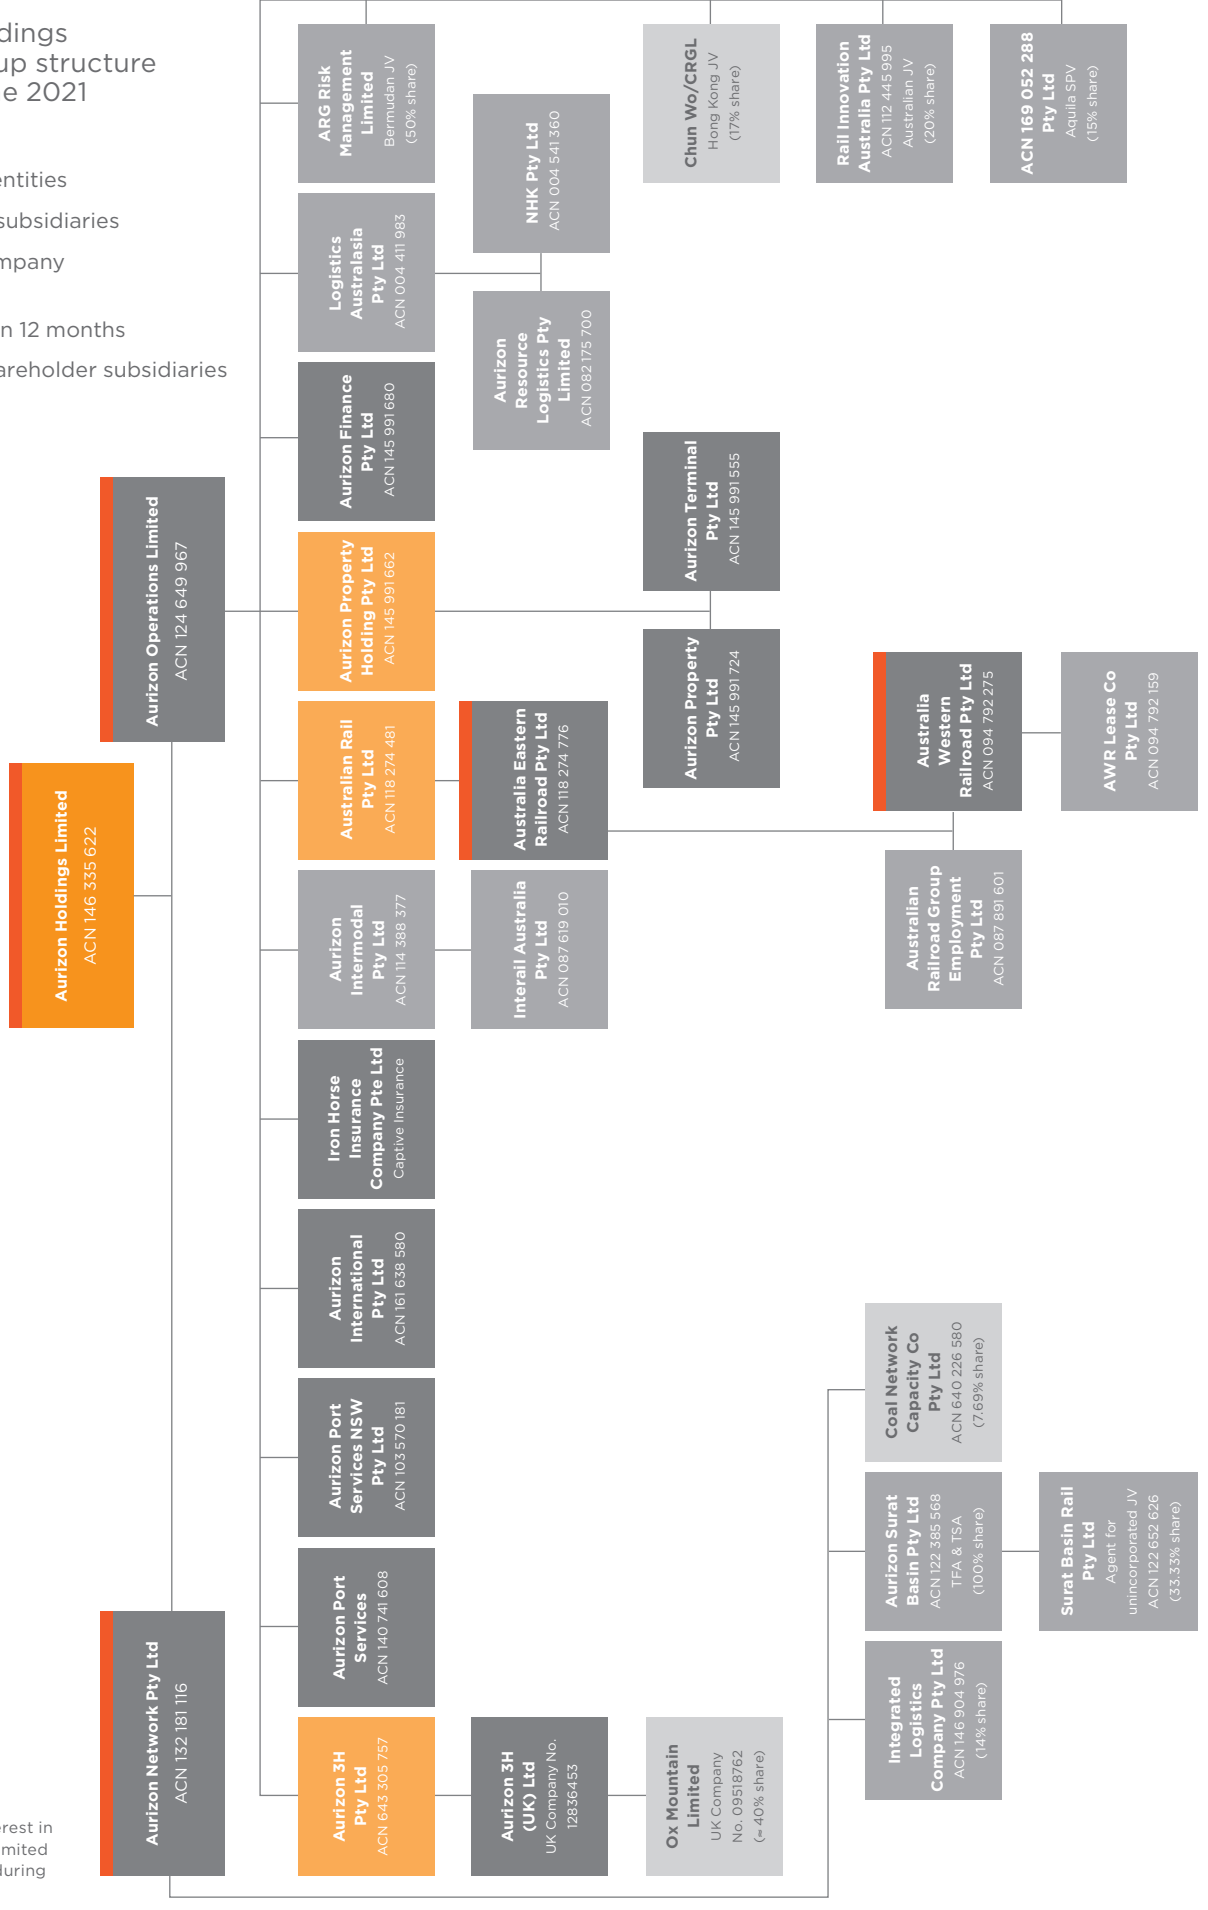 dings
up structure
e 2021
entities
subsidiaries
mpany
n 12 months
areholder subsidiaries
Aurizon Holdings Limited
ACN 146 335 622
Aurizon Network Pty Ltd
ACN 132 181 116
Aurizon Operations Limited
ACN 124 649 967
Aurizon 3H
Pty Ltd
ACN 643 305 757
Aurizon Port
Services
ACN 140 741 608
Aurizon Port
Services NSW
Pty Ltd
ACN 103 570 181
Aurizon
International
Pty Ltd
ACN 161 638 580
Iron Horse
Insurance
Company Pte Ltd
Captive Insurance
Aurizon
Intermodal
Pty Ltd
ACN 114 388 377
Australian Rail
Pty Ltd
ACN 118 274 481
Aurizon Property
Holding Pty Ltd
ACN 145 991 662
Aurizon Finance
Pty Ltd
ACN 145 991 680
Logistics
Australasia
Pty Ltd
ACN 004 411 983
ARG Risk
Management
Limited
Bermudan JV
(50% share)
Aurizon 3H
(UK) Ltd
UK Company No.
12836453
Interail Australia
Pty Ltd
ACN 087 619 010
Australia Eastern
Railroad Pty Ltd
ACN 118 274 776
Aurizon
Resource
Logistics Pty
Limited
ACN 082 175 700
NHK Pty Ltd
ACN 004 541 360
Ox Mountain
Limited
UK Company
No. 09518762
(≈ 40% share)
Aurizon Property
Pty Ltd
ACN 145 991 724
Aurizon Terminal
Pty Ltd
ACN 145 991 555
Chun Wo/CRGL
Hong Kong JV
(17% share)
Rail Innovation
Australia Pty Ltd
ACN 112 445 995
Australian JV
(20% share)
Integrated
Logistics
Company Pty Ltd
ACN 146 904 976
(14% share)
Aurizon Surat
Basin Pty Ltd
ACN 122 385 568
TFA & TSA
(100% share)
Coal Network
Capacity Co
Pty Ltd
ACN 640 226 580
(7.69% share)
Australian
Railroad Group
Employment
Pty Ltd
ACN 087 891 601
Australia
Western
Railroad Pty Ltd
ACN 094 792 275
ACN 169 052 288
Pty Ltd
Aquila SPV
(15% share)
Surat Basin Rail
Pty Ltd
Agent for
unincorporated JV
ACN 122 652 626
(33.33% share)
AWR Lease Co
Pty Ltd
ACN 094 792 159
erest in
imited
during